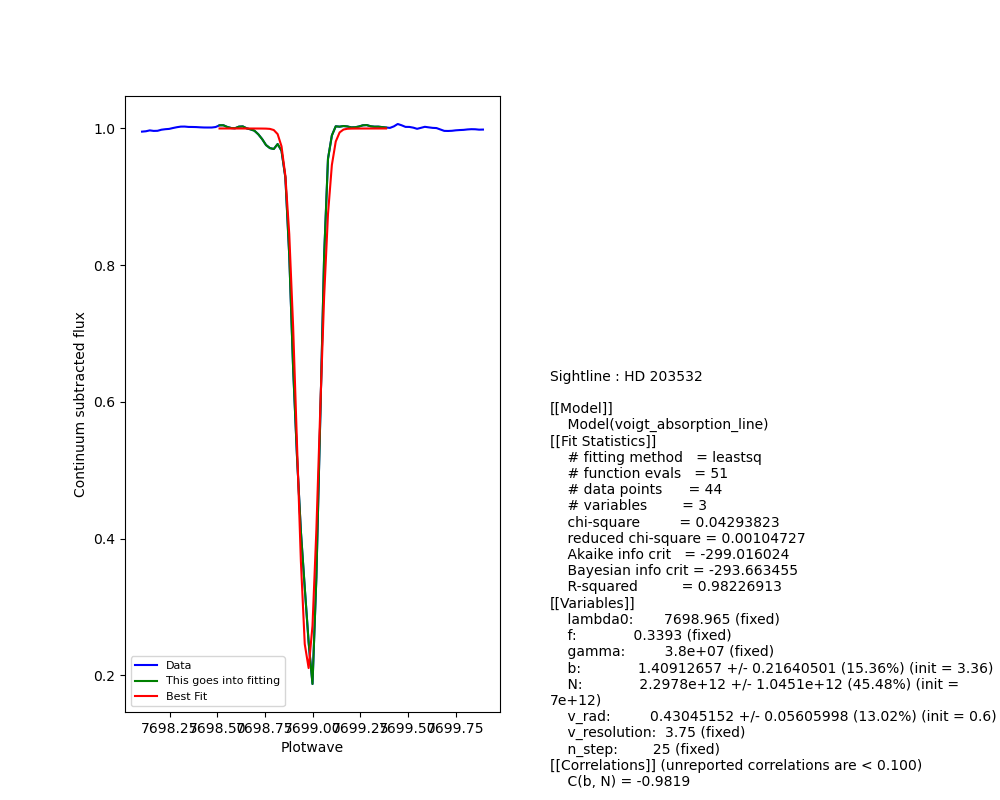 1.0
0.8
0.6
0.4
0.2
Continuum subtracted flux
Data
This goes into fitting
Best Fit
7698.25 7698.50 7698.75 7699.00 7699.25 7699.50 7699.75
Plotwave
Sightline : HD 203532
[[Model]]
Model(voigt_absorption_line)
[[Fit Statistics]]
# fitting method = leastsq
# function evals = 51
# data points = 44
# variables = 3
chi-square = 0.04293823
reduced chi-square = 0.00104727
Akaike info crit = -299.016024
Bayesian info crit = -293.663455
R-squared = 0.98226913
[[Variables]]
lambda0: 7698.965 (fixed)
f: 0.3393 (fixed)
gamma: 3.8e+07 (fixed)
b: 1.40912657 +/- 0.21640501 (15.36%) (init = 3.36)
N: 2.2978e+12 +/- 1.0451e+12 (45.48%) (init =
7e+12)
v_rad: 0.43045152 +/- 0.05605998 (13.02%) (init = 0.6)
v_resolution: 3.75 (fixed)
n_step: 25 (fixed)
[[Correlations]] (unreported correlations are < 0.100)
C(b, N) = -0.9819